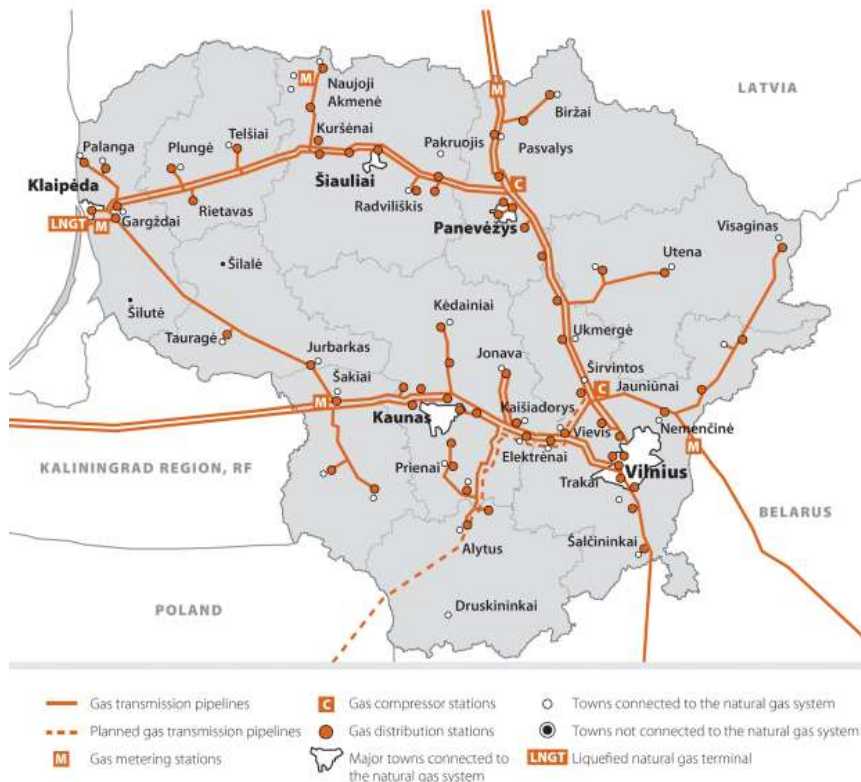 LATVIA
M
Naujoji
Akmenė
M
Biržai
Palanga
Plungė
Telšiai
Kuršėnai
Pakruojis
Pasvalys
Klaipėda
Šiauliai
C
LNGT
M
Gargždai
Rietavas
Radviliškis
Panevėžys
Visaginas
Šilalė
Utena
Šilutė
Kėdainiai
Tauragė
Ukmergė
Jurbarkas
Jonava
Širvintos
Šakiai
C
Jauniūnai
M
Kaunas
Kaišiadorys
Vievis
Nemenčinė
M
KALININGRAD REGION, RF
Prienai
Elektrėnai
Vilnius
Trakai
BELARUS
Alytus
Šalčininkai
POLAND
Druskininkai
Gas transmission pipelines
C
Gas compressor stations
Towns connected to the natural gas system
Planned gas transmission pipelines
Gas distribution stations
Towns not connected to the natural gas system
M
Gas metering stations
Major towns connected to
the natural gas system
LNGT
Liquefied natural gas terminal